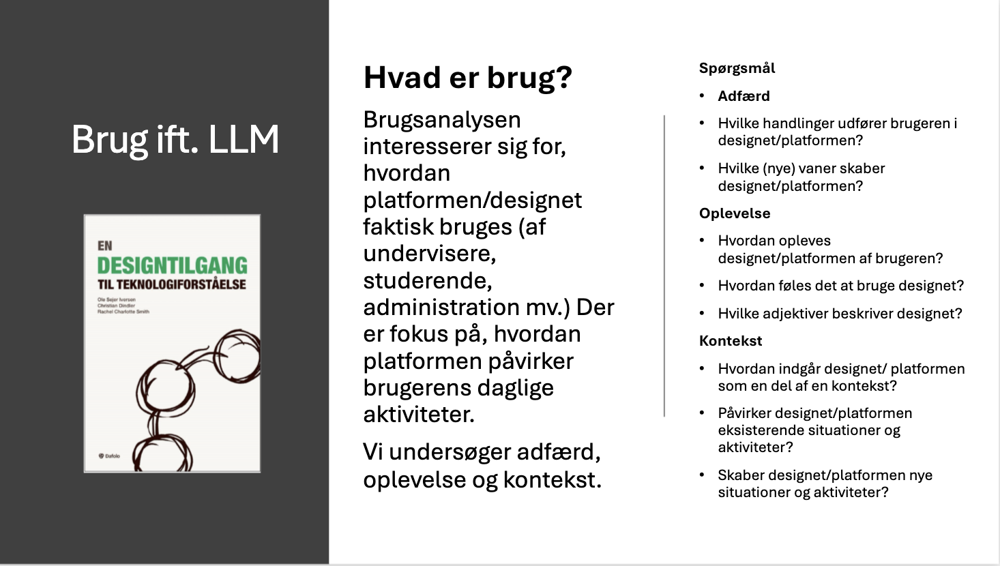 Brug ift. LLM
EN
DESIGNTILGANG
TIL TEKNOLOGIFORSTÅELSE
Ole Sejer Iversen
Christian Dindler
Rachel Charlotte Smith
Dafolo
Hvad er brug?
Brugsanalysen
interesserer sig for,
hvordan
platformen/designet
faktisk bruges (af
undervisere,
studerende,
administration mv.) Der
er fokus på, hvordan
platformen påvirker
brugerens daglige
aktiviteter.
Vi undersøger adfærd,
oplevelse og kontekst.
Spørgsmål
• Adfærd
• Hvilke handlinger udfører brugeren i
designet/platformen?
• Hvilke (nye) vaner skaber
designet/platformen?
Oplevelse
• Hvordan opleves
designet/platformen af brugeren?
• Hvordan føles det at bruge designet?
• Hvilke adjektiver beskriver designet?
Kontekst
• Hvordan indgår designet/ platformen
som en del af en kontekst?
• Påvirker designet/platformen
eksisterende situationer og
aktiviteter?
• Skaber designet/platformen nye
situationer og aktiviteter?